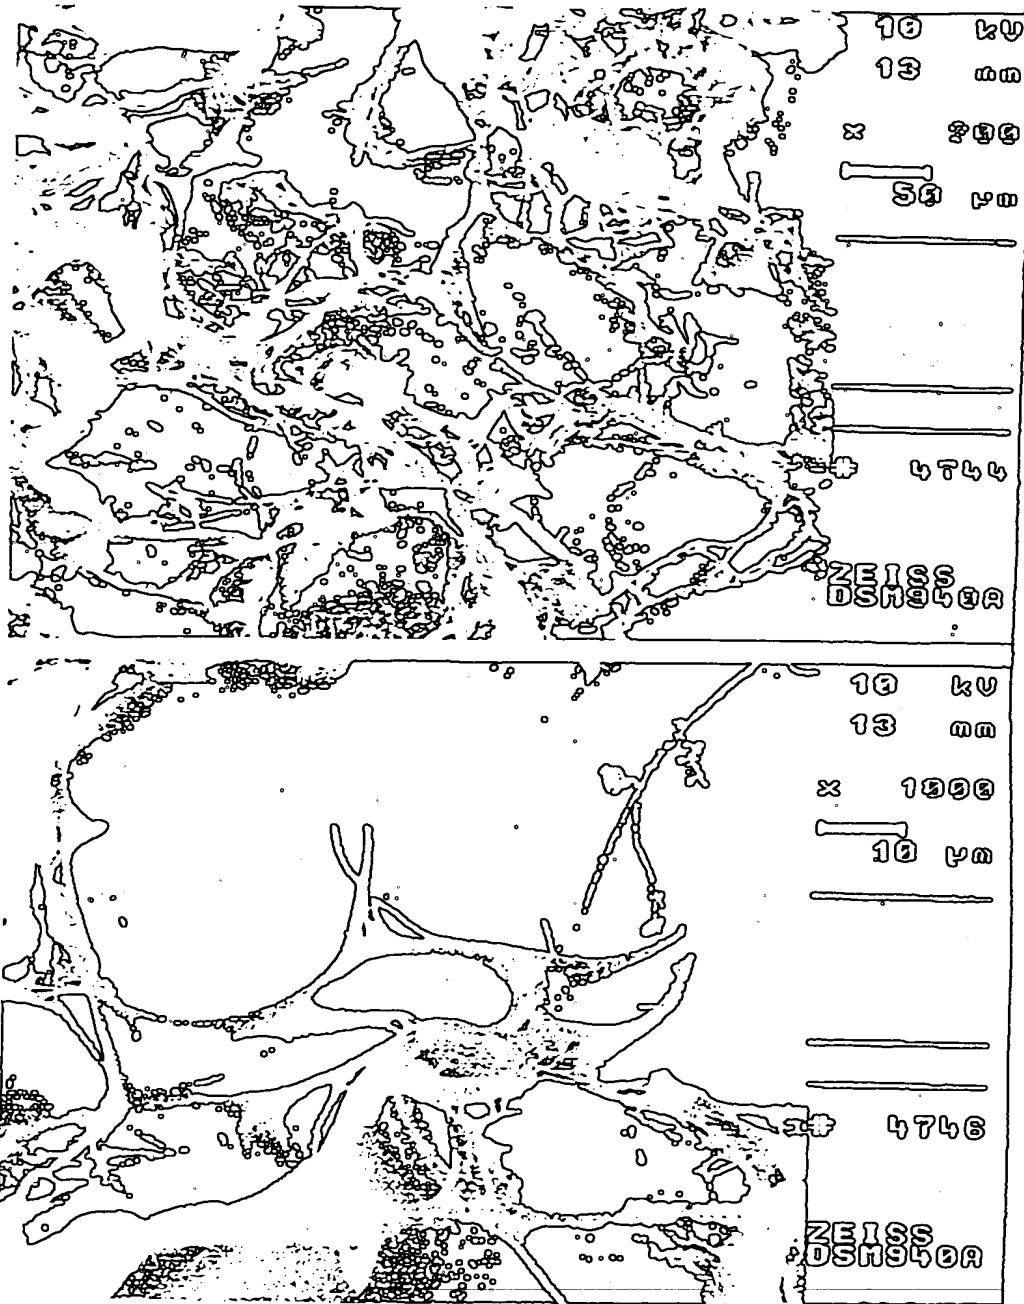 10 kV
13 mm
x 200
50 µm
# 4744
ZEISS
DSM940A
10 kV
13 mm
x 1000
10 µm
# 4746
ZEISS
DSM940A